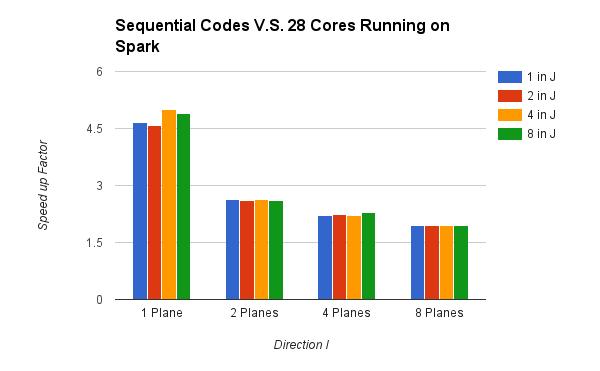 Sequential Codes V.S. 28 Cores Running on
Spark
6
4.5
3
1.5
0
Speed up Factor
1 Plane
2 Planes
4 Planes
8 Planes
Direction I
1 in J
2 in J
4 in J
8 in J